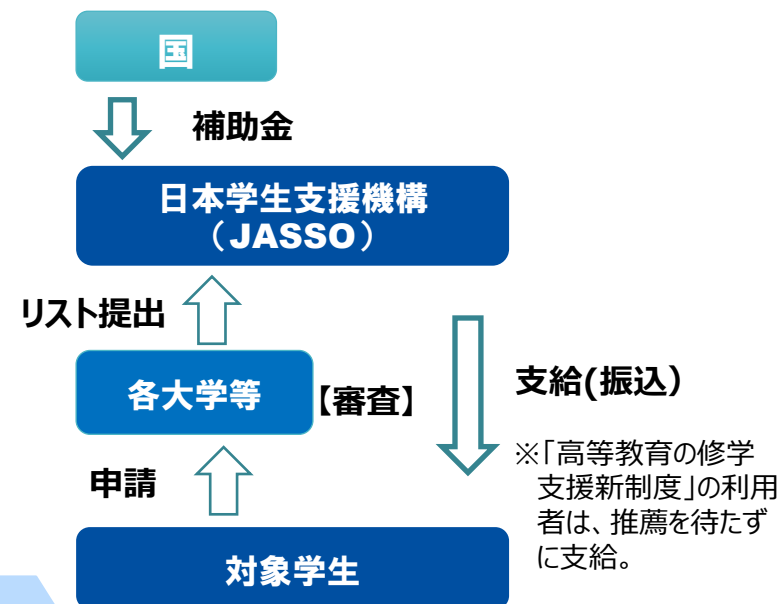 国
補助金
日本学生支援機構
（JASSO）
リスト提出
各大学等
【審査】
支給(振込）
※「高等教育の修学
支援新制度」の利用
者は、推薦を待たず
に支給。
申請
対象学生